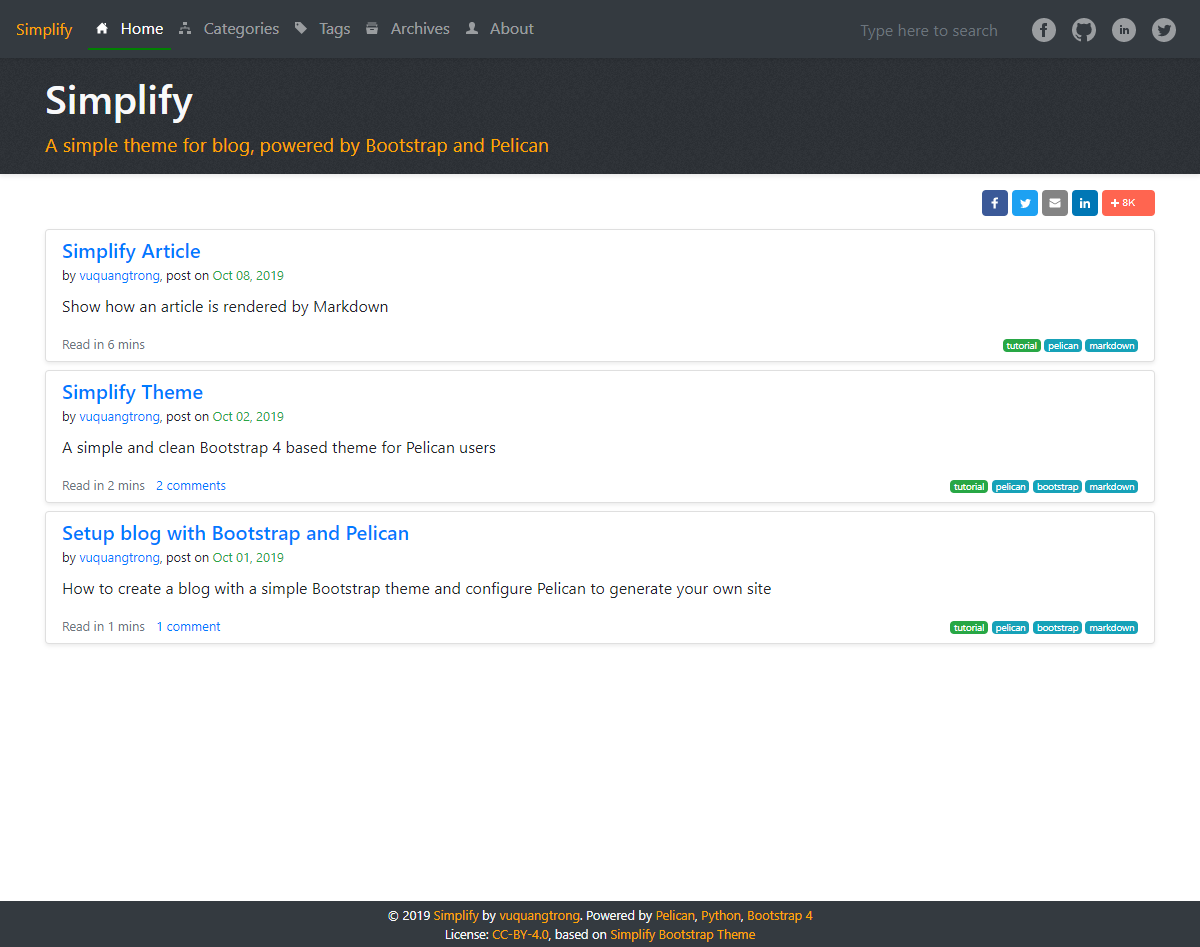 Simplify Home Categories Tags Archives About Type here to search
Simplify
A simple theme for blog, powered by Bootstrap and Pelican
8K
Simplify Article
by vuquangtrong, post on Oct 08, 2019
Show how an article is rendered by Markdown
Read in 6 mins tutorial pelican markdown
Simplify Theme
by vuquangtrong, post on Oct 02, 2019
A simple and clean Bootstrap 4 based theme for Pelican users
Read in 2 mins 2 comments tutorial pelican bootstrap markdown
Setup blog with Bootstrap and Pelican
by vuquangtrong, post on Oct 01, 2019
How to create a blog with a simple Bootstrap theme and configure Pelican to generate your own site
Read in 1 mins 1 comment tutorial pelican bootstrap markdown
© 2019 Simplify by vuquangtrong. Powered by Pelican, Python, Bootstrap 4
License: CC-BY-4.0, based on Simplify Bootstrap Theme